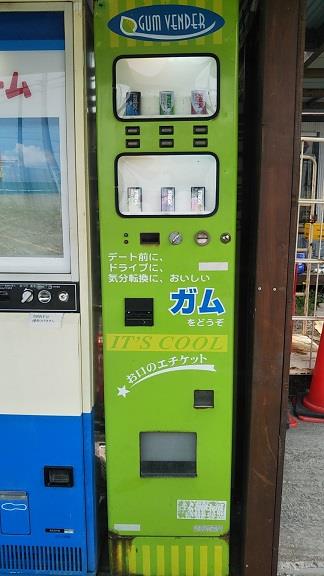 GUM VENDER
ム
デート前に、
ドライブに、
気分転換に、おいしい
ガム
をどうぞ
IT'S COOL
お口のエチケット